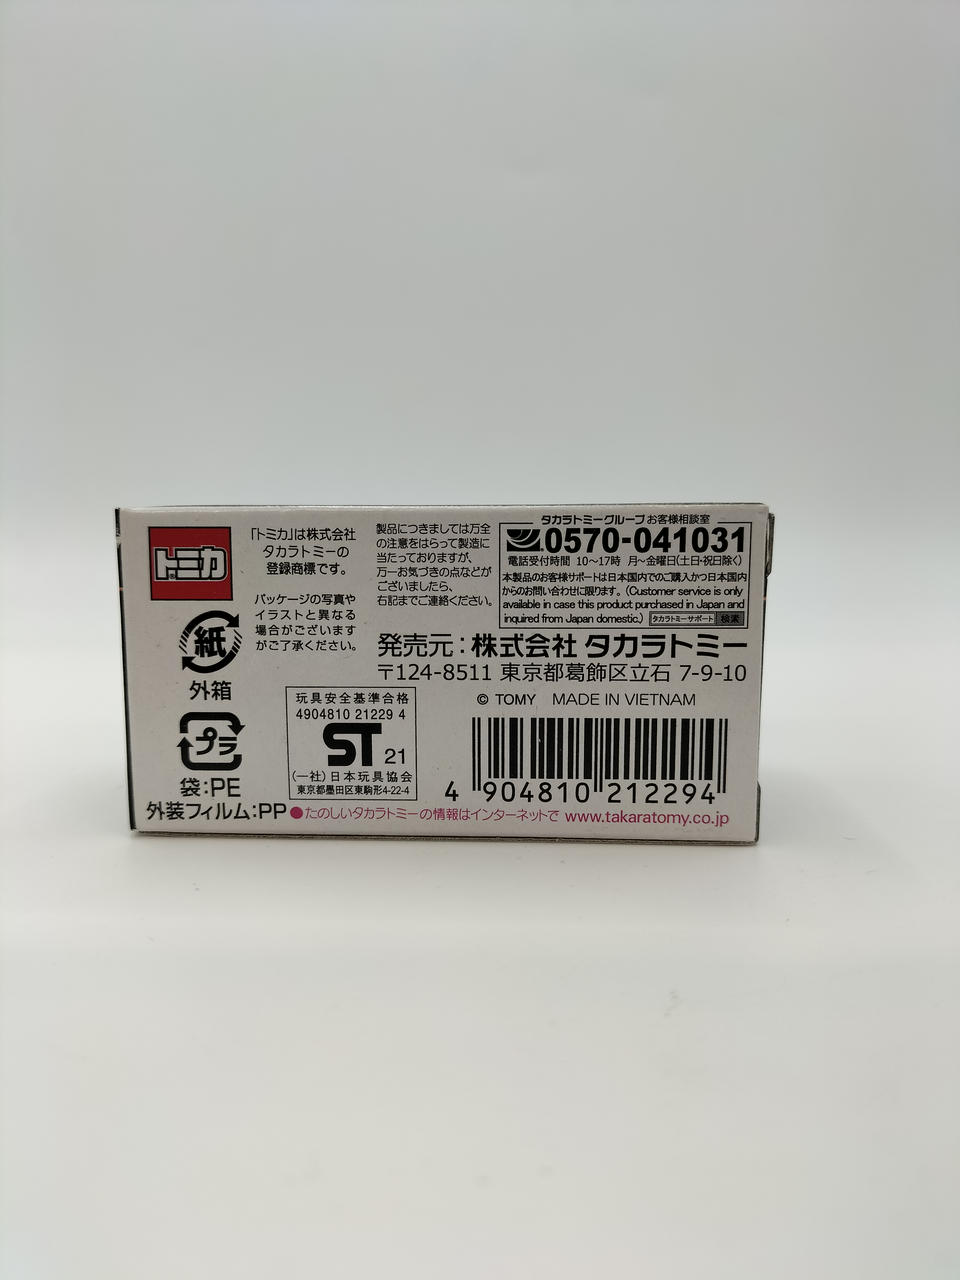 トミカ
「トミカ」は株式会社
タカラトミーの
登録商標です。
パッケージの写真や
イラストと異なる
場合がございます
がご了承ください。
製品につきましては万全
の注意をはらって製造に
当たっておりますが、
万一お気づきの点などが
ございましたら、
右記までご連絡ください。
タカラトミーグループお客様相談室
0570-041031
電話受付時間 10〜17時 月〜金曜日(土日・祝日除く)
本製品のお客様サポートは日本国内でのご購入かつ日本国内
からのお問い合わせに限ります。(Customer service is only
available in case this product purchased in Japan and
inquired from Japan domestic.) タカラトミーサポート 検索
発売元:株式会社 タカラトミー
〒124-8511 東京都葛飾区立石 7-9-10
© TOMY MADE IN VIETNAM
紙
外箱
プラ
袋:PE
外装フィルム:PP
玩具安全基準合格
4904810 21229 4
ST 21
(一社)日本玩具協会
東京都墨田区東駒形4-22-4
4 904810 212294
●たのしいタカラトミーの情報はインターネットで www.takaratomy.co.jp